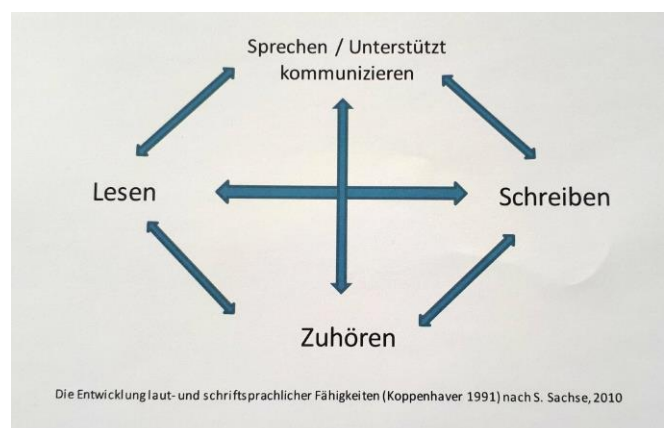 Sprechen / Unterstützt
kommunizieren
Lesen
Schreiben
Zuhören
Die Entwicklung laut- und schriftsprachlicher Fähigkeiten (Koppenhaver 1991) nach S. Sachse, 2010